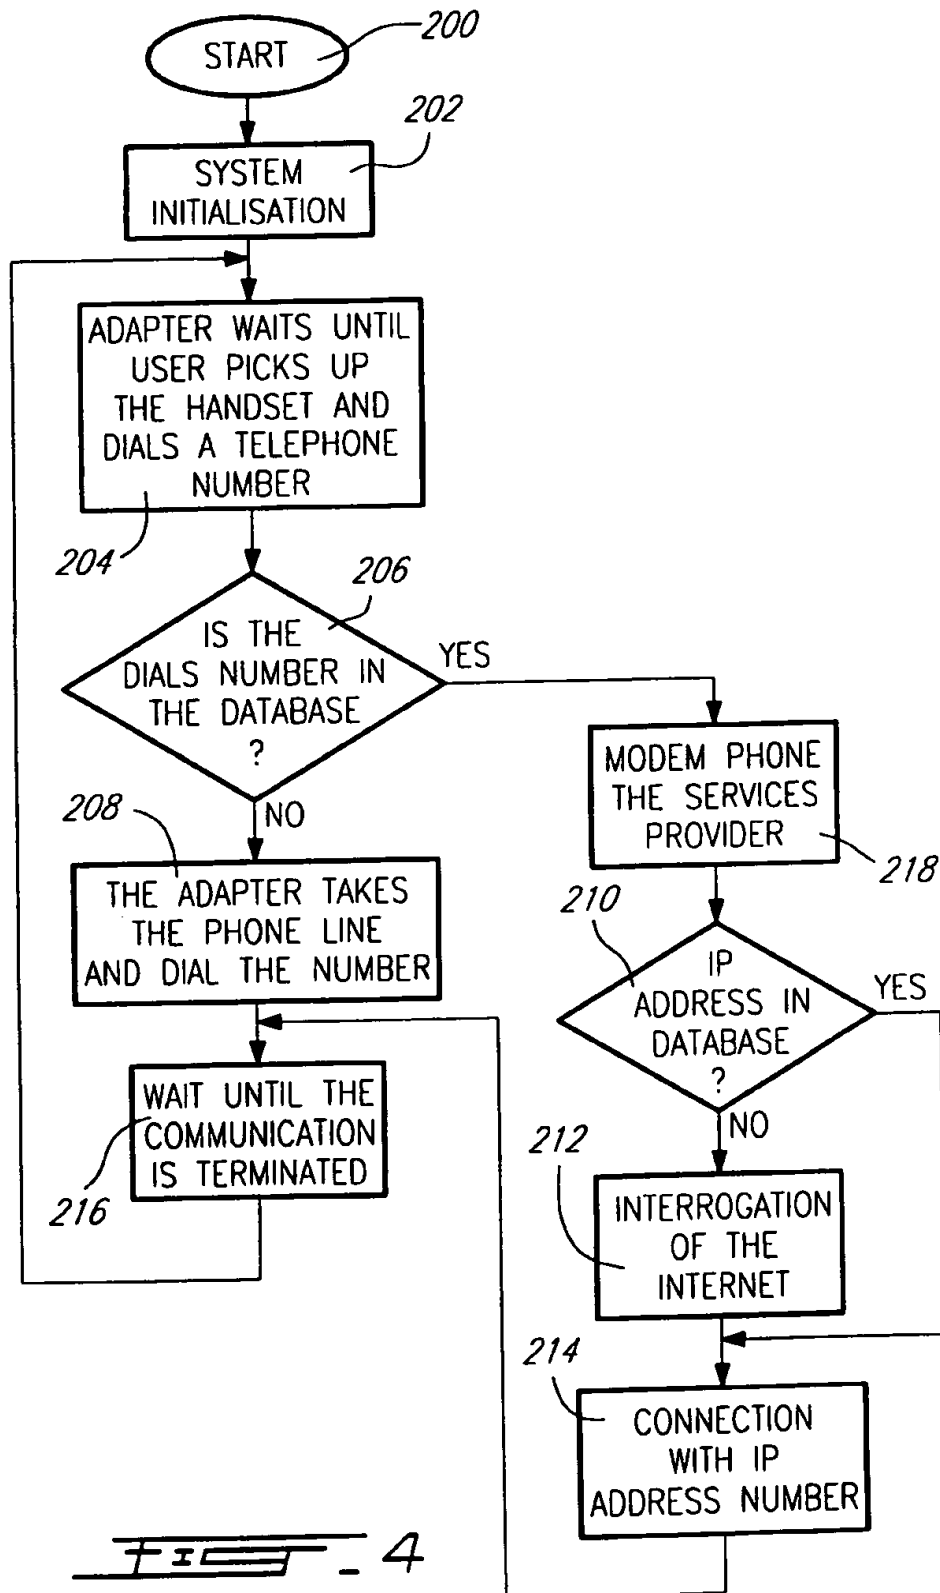 START
200
202
SYSTEM
INITIALISATION
ADAPTER WAITS UNTIL
USER PICKS UP
THE HANDSET AND
DIALS A TELEPHONE
NUMBER
204
206
IS THE
DIALS NUMBER IN
THE DATABASE
?
YES
NO
208
THE ADAPTER TAKES
THE PHONE LINE
AND DIAL THE NUMBER
WAIT UNTIL THE
COMMUNICATION
IS TERMINATED
216
MODEM PHONE
THE SERVICES
PROVIDER
218
210
IP
ADDRESS IN
DATABASE
?
YES
NO
212
INTERROGATION
OF THE
INTERNET
214
CONNECTION
WITH IP
ADDRESS NUMBER
FIG - 4